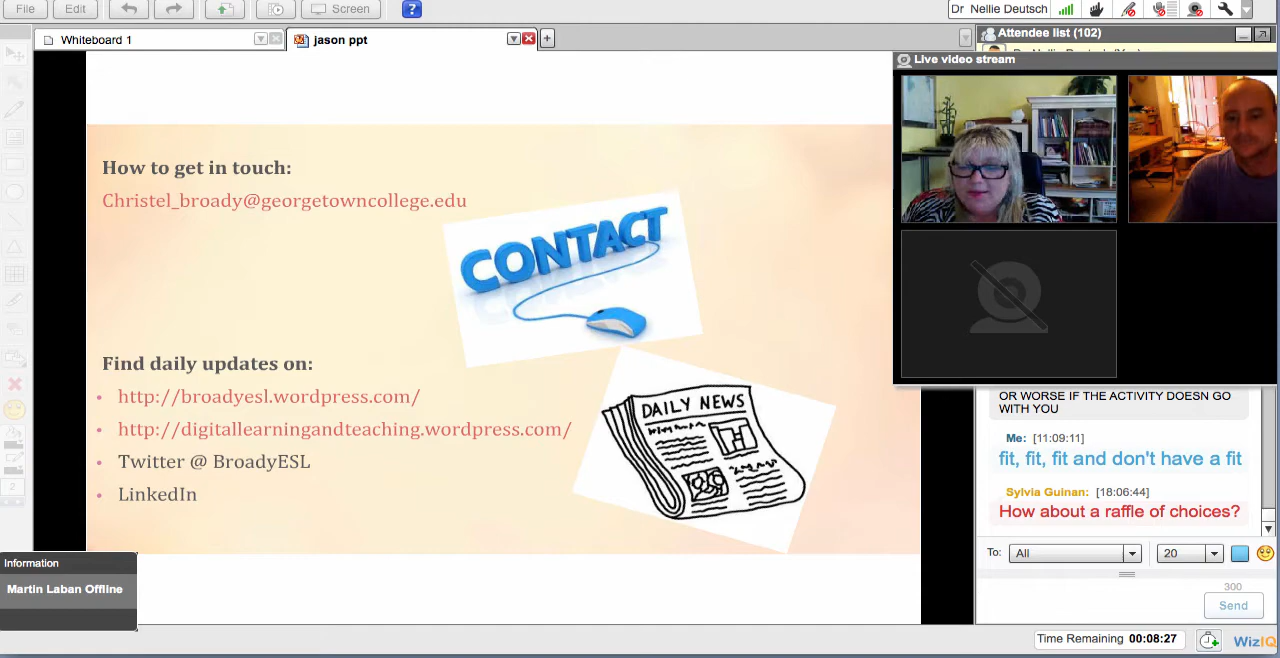 File
Edit
Screen
?
Dr Nellie Deutsch
Whiteboard 1
jason ppt
+
Attendee list (102)
Live video stream
How to get in touch:
Christel_broady@georgetowncollege.edu
CONTACT
Find daily updates on:
• http://broadyesl.wordpress.com/
• http://digitallearningandteaching.wordpress.com/
• Twitter @ BroadyESL
• LinkedIn
DAILY NEWS
OR WORSE IF THE ACTIVITY DOESN GO
WITH YOU
Me: [11:09:11]
fit, fit, fit and don't have a fit
Sylvia Guinan: [18:06:44]
How about a raffle of choices?
To: All 20
300
Send
2
Information
Martin Laban Offline
Time Remaining 00:08:27
WizIQ